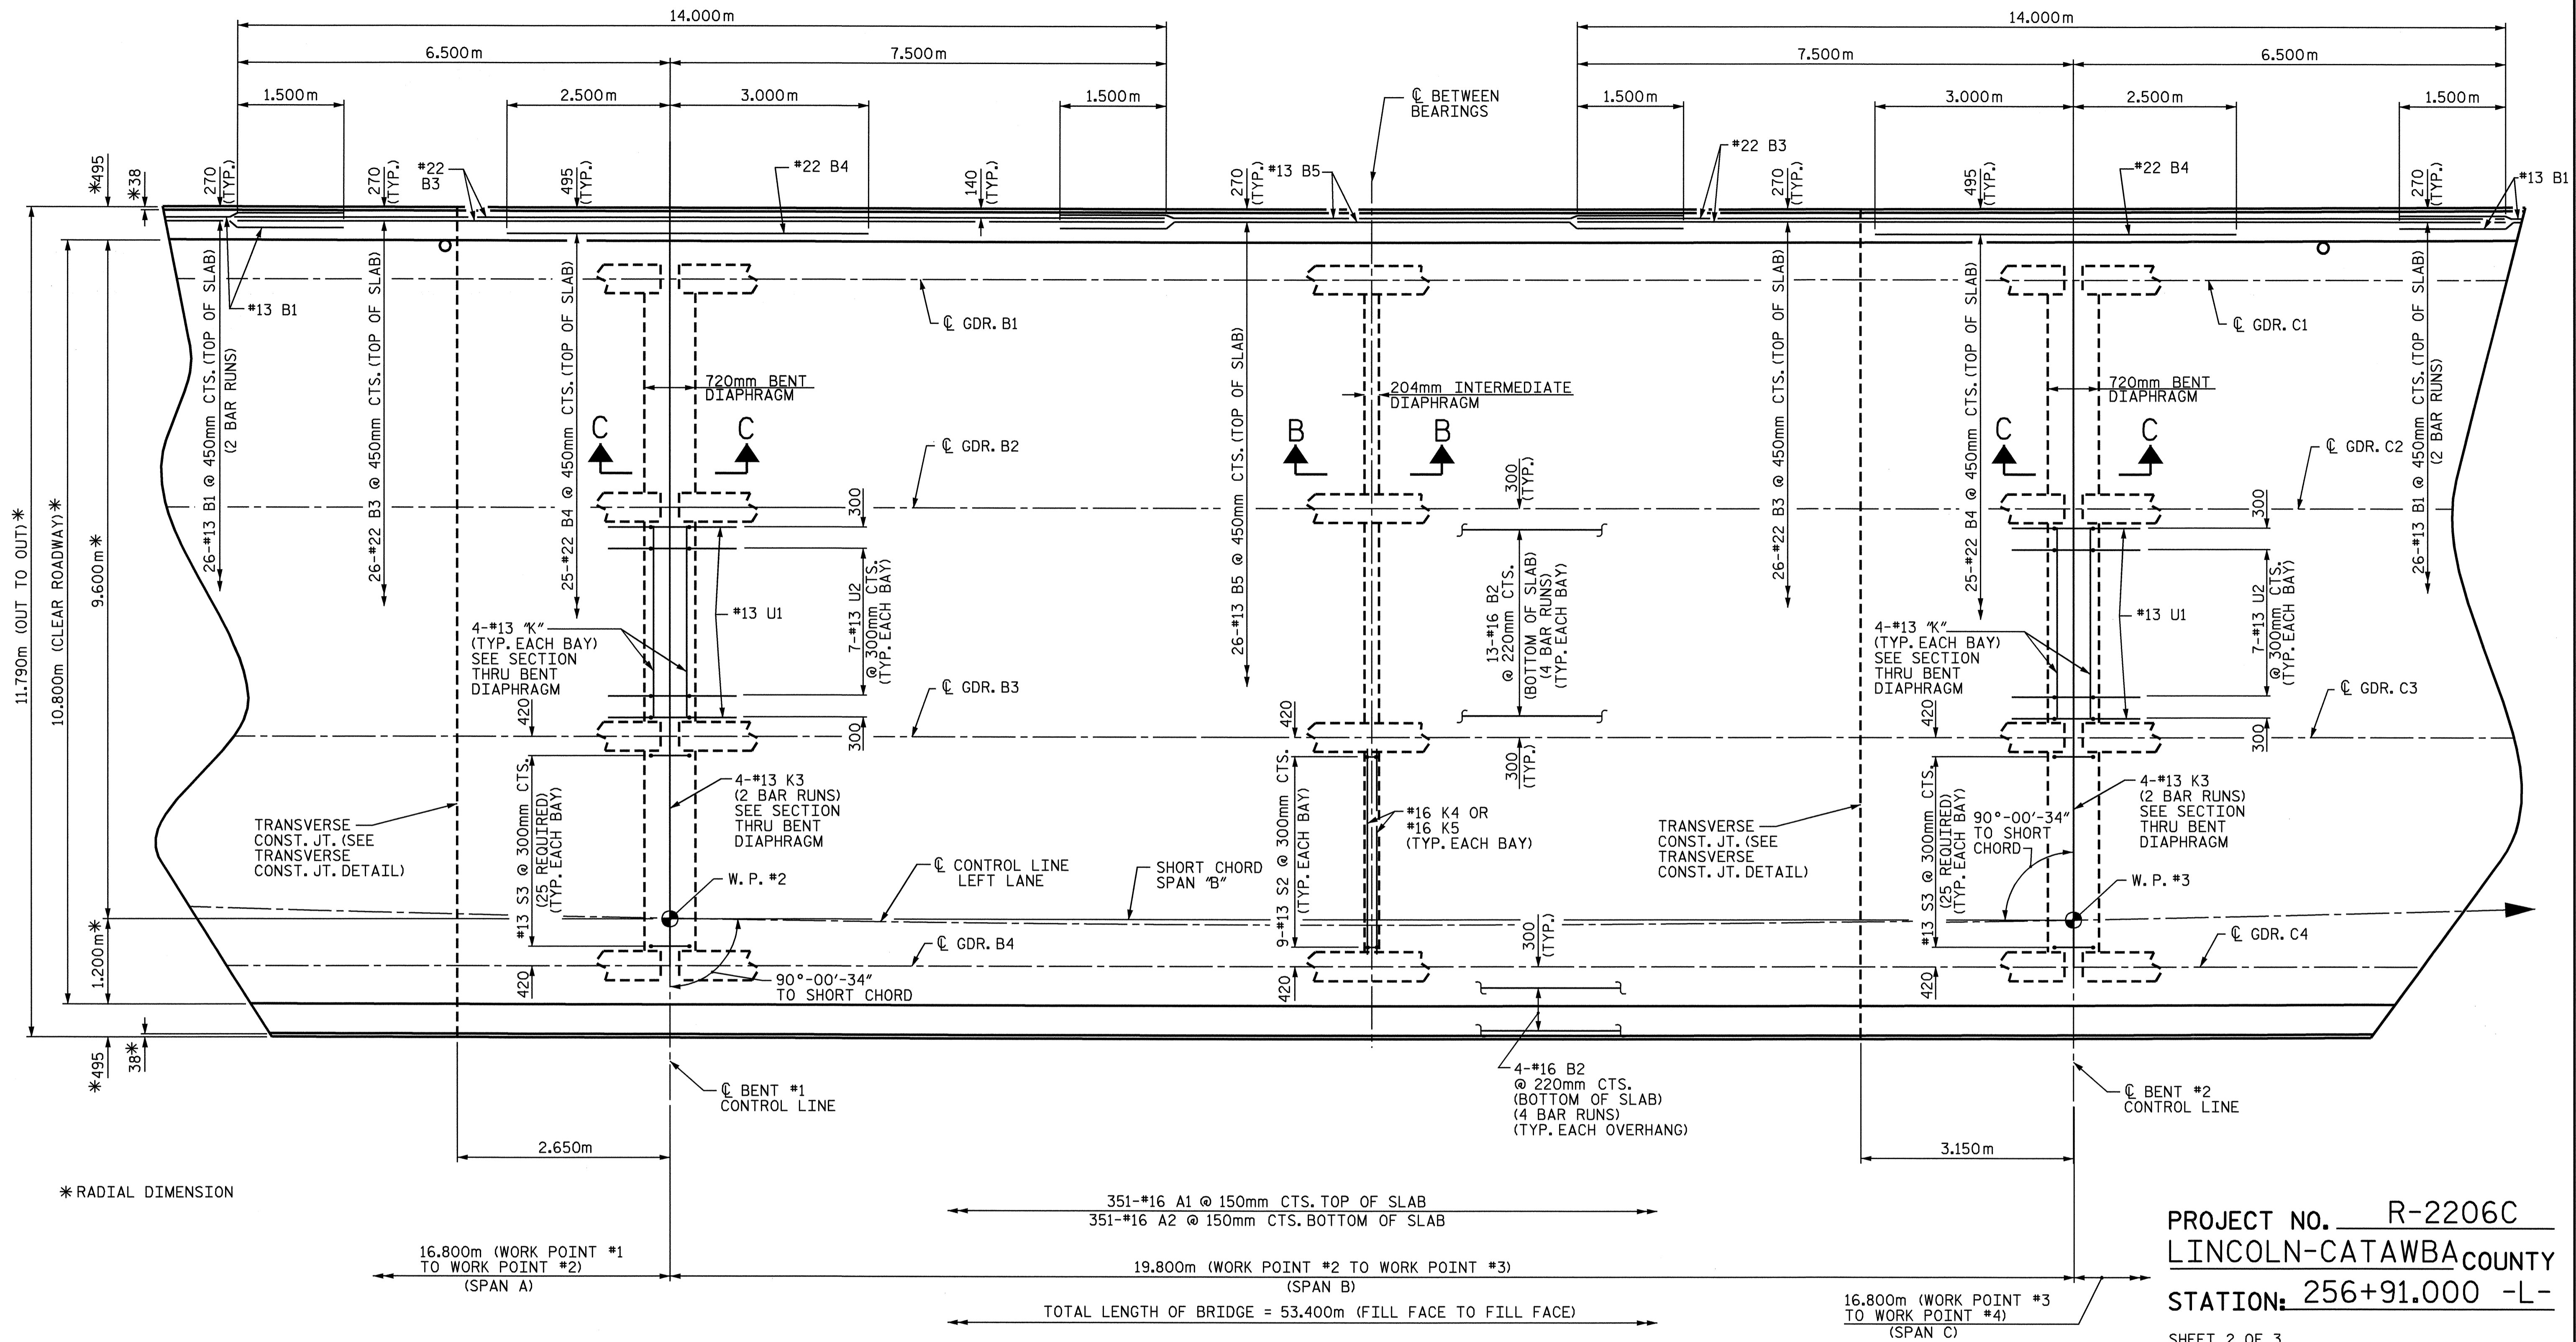 14.000m
14.000m
6.500m
7.500m
7.500m
6.500m
1.500m
2.500m
3.000m
1.500m
℄ BETWEEN
BEARINGS
1.500m
3.000m
2.500m
1.500m
*495
*38
270
(TYP.)
270
(TYP.)
#22
B3
495
(TYP.)
#22 B4
140
(TYP.)
270
(TYP.)
#13 B5
#22 B3
270
(TYP.)
495
(TYP.)
#22 B4
270
(TYP.)
#13 B1
11.790m (OUT TO OUT)*
10.800m (CLEAR ROADWAY)*
9.600m*
1.200m*
*495
38*
26-#13 B1 @ 450mm CTS. (TOP OF SLAB)
(2 BAR RUNS)
#13 B1
26-#22 B3 @ 450mm CTS. (TOP OF SLAB)
25-#22 B4 @ 450mm CTS. (TOP OF SLAB)
℄ GDR. B1
720mm BENT
DIAPHRAGM
C
C
℄ GDR. B2
300
#13 U1
7-#13 U2
@ 300mm CTS.
(TYP. EACH BAY)
4-#13 "K"
(TYP. EACH BAY)
SEE SECTION
THRU BENT
DIAPHRAGM
420
℄ GDR. B3
300
#13 S3 @ 300mm CTS.
(25 REQUIRED)
(TYP. EACH BAY)
4-#13 K3
(2 BAR RUNS)
SEE SECTION
THRU BENT
DIAPHRAGM
TRANSVERSE
CONST. JT. (SEE
TRANSVERSE
CONST. JT. DETAIL)
W.P. #2
℄ CONTROL LINE
LEFT LANE
SHORT CHORD
SPAN "B"
℄ GDR. B4
420
90°-00'-34"
TO SHORT CHORD
26-#13 B5 @ 450mm CTS. (TOP OF SLAB)
204mm INTERMEDIATE
DIAPHRAGM
B
B
300
(TYP.)
13-#16 B2
@ 220mm CTS.
(BOTTOM OF SLAB)
(4 BAR RUNS)
(TYP. EACH BAY)
420
300
(TYP.)
9-#13 S2 @ 300mm CTS.
(TYP. EACH BAY)
#16 K4 OR
#16 K5
(TYP. EACH BAY)
300
(TYP.)
420
4-#16 B2
@ 220mm CTS.
(BOTTOM OF SLAB)
(4 BAR RUNS)
(TYP. EACH OVERHANG)
26-#22 B3 @ 450mm CTS. (TOP OF SLAB)
25-#22 B4 @ 450mm CTS. (TOP OF SLAB)
℄ GDR. C1
720mm BENT
DIAPHRAGM
C
C
℄ GDR. C2
26-#13 B1 @ 450mm CTS. (TOP OF SLAB)
(2 BAR RUNS)
300
#13 U1
7-#13 U2
@ 300mm CTS.
(TYP. EACH BAY)
4-#13 "K"
(TYP. EACH BAY)
SEE SECTION
THRU BENT
DIAPHRAGM
420
℄ GDR. C3
300
#13 S3 @ 300mm CTS.
(25 REQUIRED)
(TYP. EACH BAY)
90°-00'-34"
TO SHORT
CHORD
4-#13 K3
(2 BAR RUNS)
SEE SECTION
THRU BENT
DIAPHRAGM
TRANSVERSE
CONST. JT. (SEE
TRANSVERSE
CONST. JT. DETAIL)
W.P. #3
℄ GDR. C4
420
℄ BENT #1
CONTROL LINE
℄ BENT #2
CONTROL LINE
2.650m
3.150m
*RADIAL DIMENSION
351-#16 A1 @ 150mm CTS. TOP OF SLAB
351-#16 A2 @ 150mm CTS. BOTTOM OF SLAB
16.800m (WORK POINT #1
TO WORK POINT #2)
(SPAN A)
19.800m (WORK POINT #2 TO WORK POINT #3)
(SPAN B)
TOTAL LENGTH OF BRIDGE = 53.400m (FILL FACE TO FILL FACE)
16.800m (WORK POINT #3
TO WORK POINT #4)
(SPAN C)
PROJECT NO. R-2206C
LINCOLN-CATAWBA COUNTY
STATION: 256+91.000 -L-
SHEET 2 OF 3